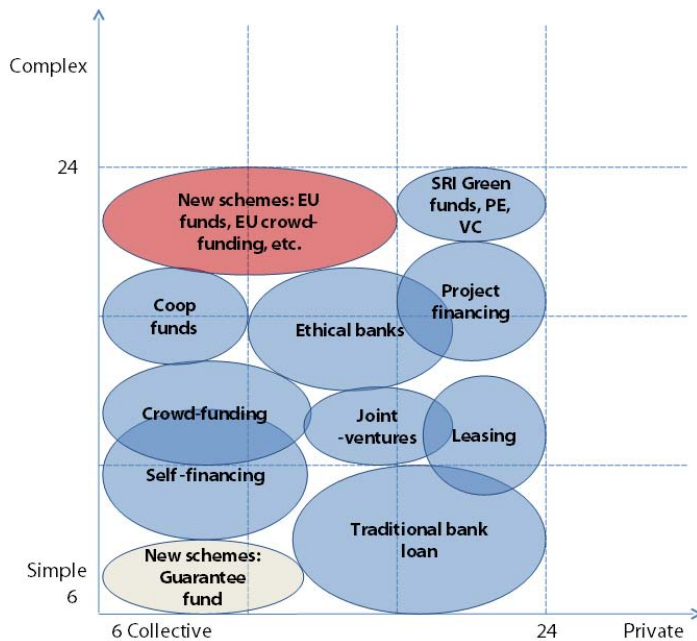 Complex
24
New schemes: EU
funds, EU crowd-
funding, etc.
SRI Green
funds, PE,
VC
Coop
funds
Ethical banks
Project
financing
Crowd-funding
Joint
-ventures
Leasing
Self-financing
Traditional bank
loan
New schemes:
Guarantee
fund
Simple
6
6 Collective
24
Private